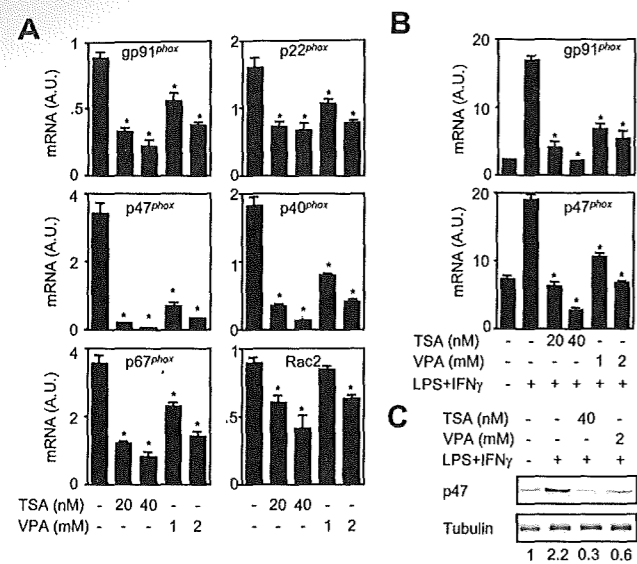 A
gp91phox
p22phox
mRNA (A.U.)
1
.5
0
2
1
0
* * * *
* * * *
p47phox
p40phox
mRNA (A.U.)
4
2
0
2
1
0
* * * *
* * * *
p67phox
Rac2
mRNA (A.U.)
4
2
0
1
.5
0
* * * *
* * *
TSA (nM) - 20 40 - - - 20 40 - -
VPA (mM) - - - 1 2 - - - 1 2
B
gp91phox
mRNA (A.U.)
20
10
0
* * * *
p47phox
mRNA (A.U.)
20
10
0
* * * *
TSA (nM) - - 20 40 - -
VPA (mM) - - - - 1 2
LPS+IFNγ - + + + + +
C
TSA (nM) - - 40 -
VPA (mM) - - - 2
LPS+IFNγ - + + +
p47
Tubulin
1 2.2 0.3 0.6